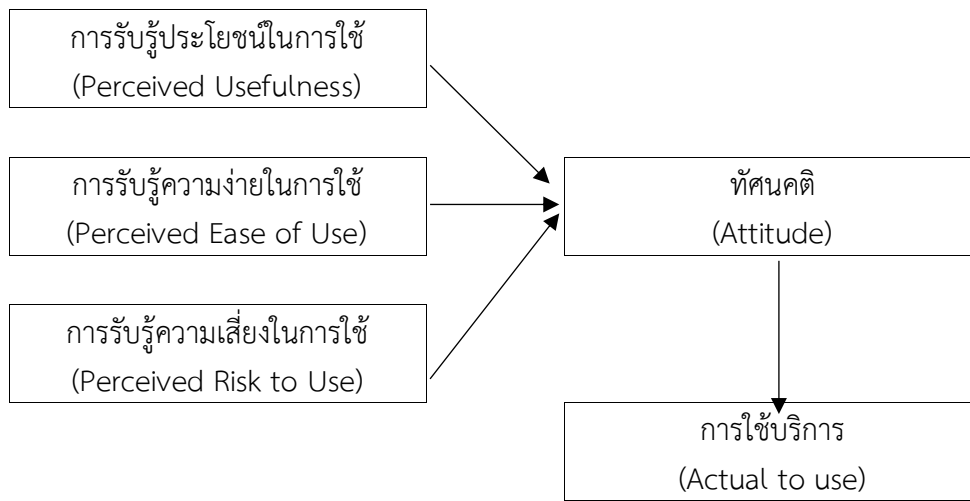 การรับรู้ประโยชน์ในการใช้
(Perceived Usefulness)
การรับรู้ความง่ายในการใช้
(Perceived Ease of Use)
ทัศนคติ
(Attitude)
การรับรู้ความเสี่ยงในการใช้
(Perceived Risk to Use)
การใช้บริการ
(Actual to use)